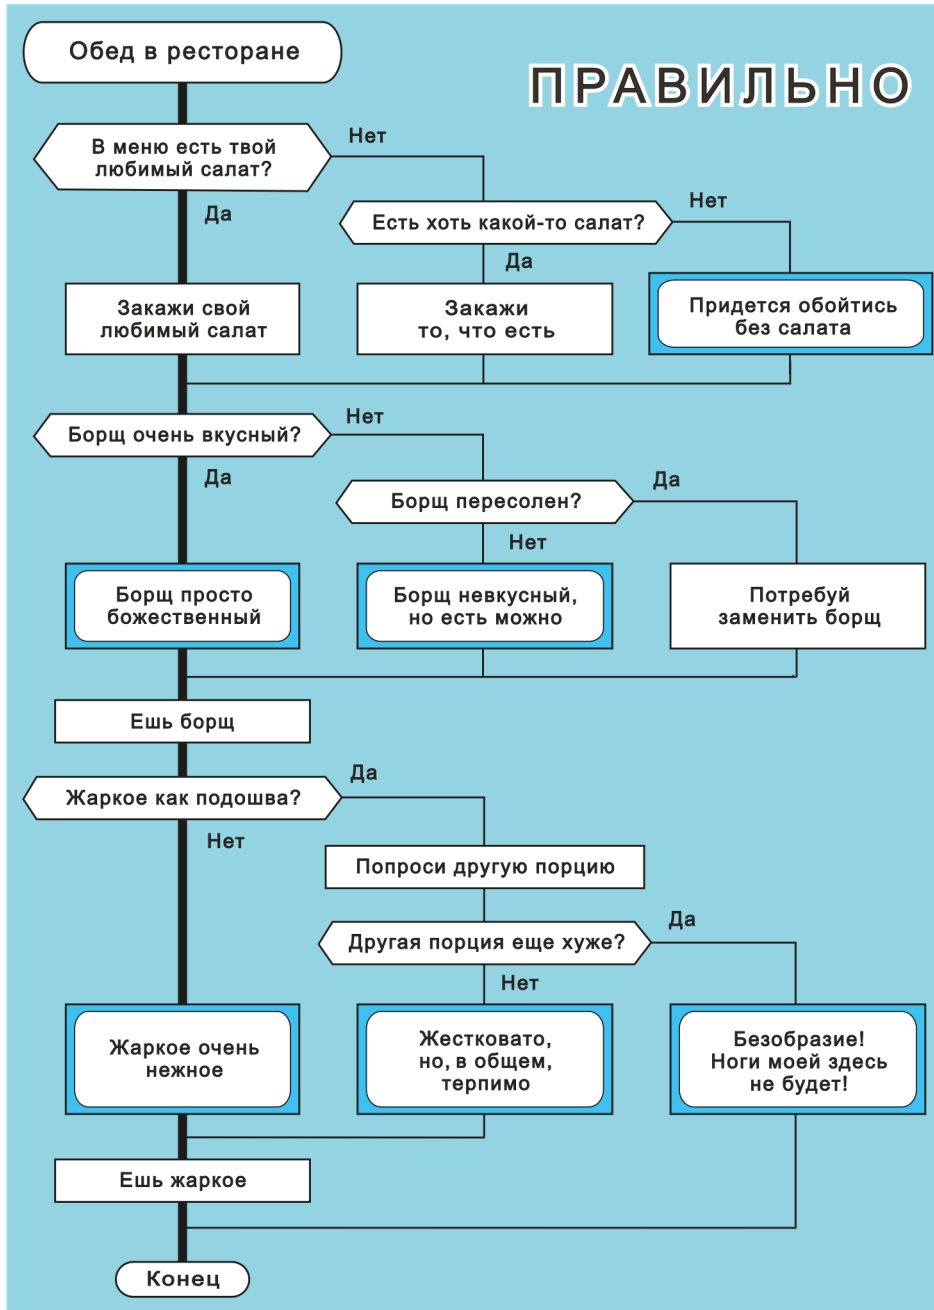 Обед в ресторане
ПРАВИЛЬНО
В меню есть твой
любимый салат?
Нет
Да
Есть хоть какой-то салат?
Нет
Да
Закажи свой
любимый салат
Закажи
то, что есть
Придется обойтись
без салата
Борщ очень вкусный?
Нет
Да
Борщ пересолен?
Да
Нет
Борщ просто
божественный
Борщ невкусный,
но есть можно
Потребуй
заменить борщ
Ешь борщ
Жаркое как подошва?
Да
Нет
Попроси другую порцию
Другая порция еще хуже?
Да
Нет
Жаркое очень
нежное
Жестковато,
но, в общем,
терпимо
Безобразие!
Ноги моей здесь
не будет!
Ешь жаркое
Конец